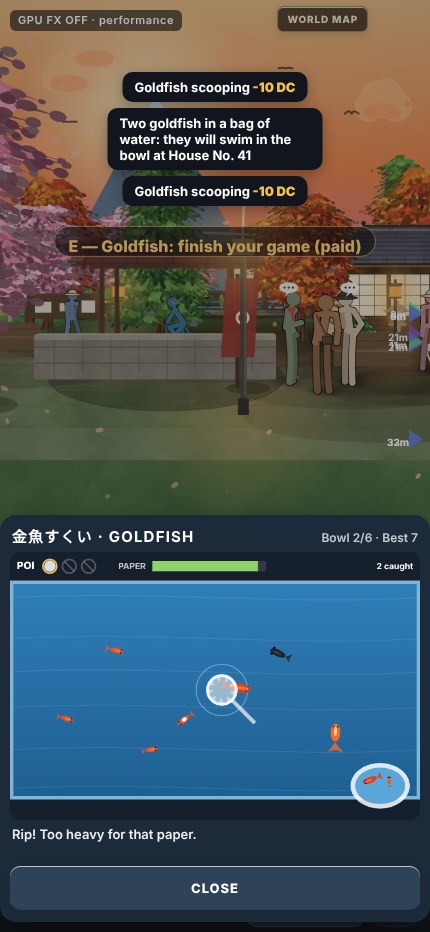 GPU FX OFF · performance
WORLD MAP
Goldfish scooping -10 DC
Two goldfish in a bag of
water: they will swim in the
bowl at House No. 41
Goldfish scooping -10 DC
E — Goldfish: finish your game (paid)
21m
32m
金魚すくい · GOLDFISH
Bowl 2/6 · Best 7
POI
PAPER
2 caught
Rip! Too heavy for that paper.
CLOSE